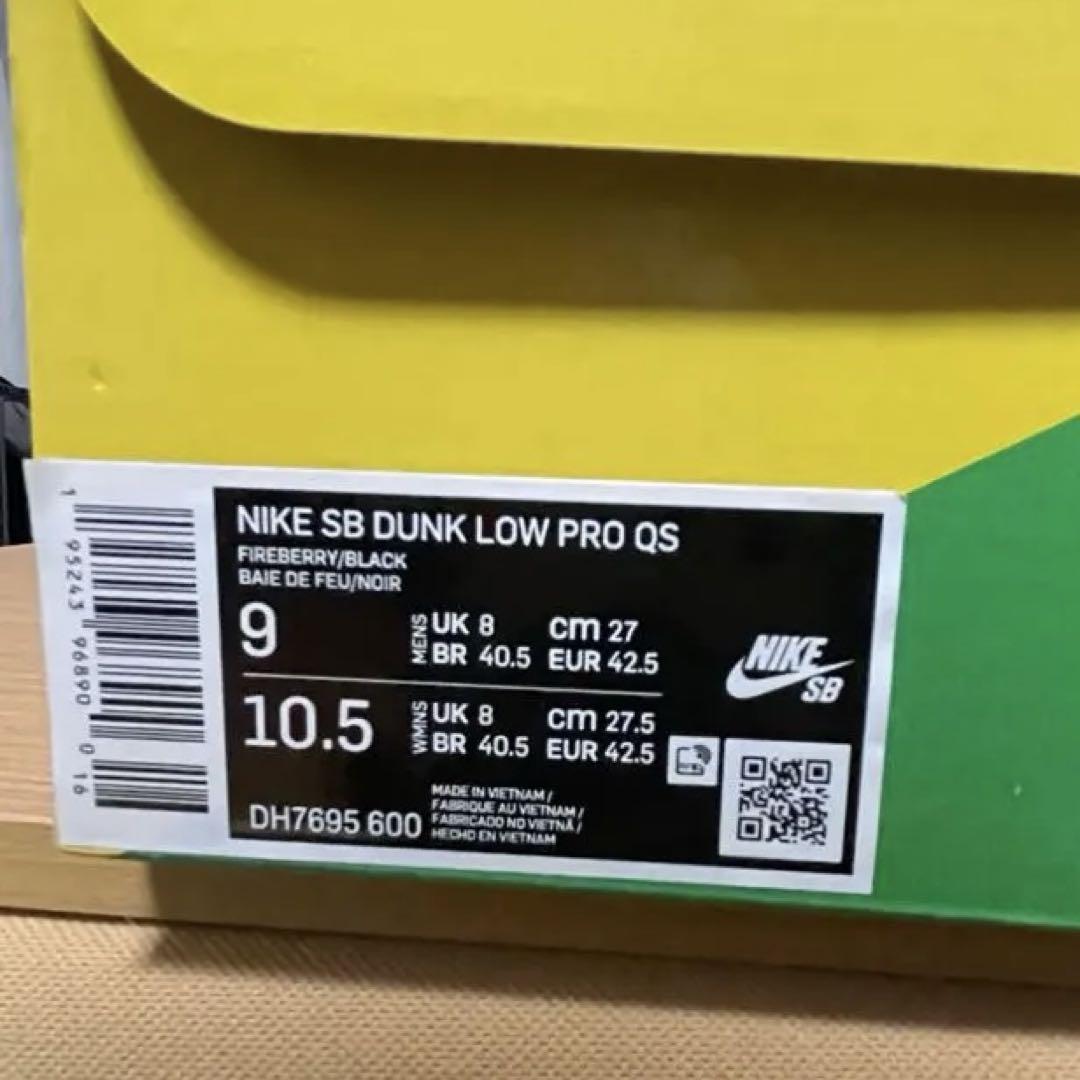 1 95243 96890 0 16
NIKE SB DUNK LOW PRO QS
FIREBERRY/BLACK
BAIE DE FEU/NOIR
9
MENS
UK 8 cm 27
BR 40.5 EUR 42.5
10.5
WMNS
UK 8 cm 27.5
BR 40.5 EUR 42.5
NIKE
SB
DH7695 600
MADE IN VIETNAM /
FABRIQUE AU VIETNAM /
FABRICADO NO VIETNÃ /
HECHO EN VIETNAM